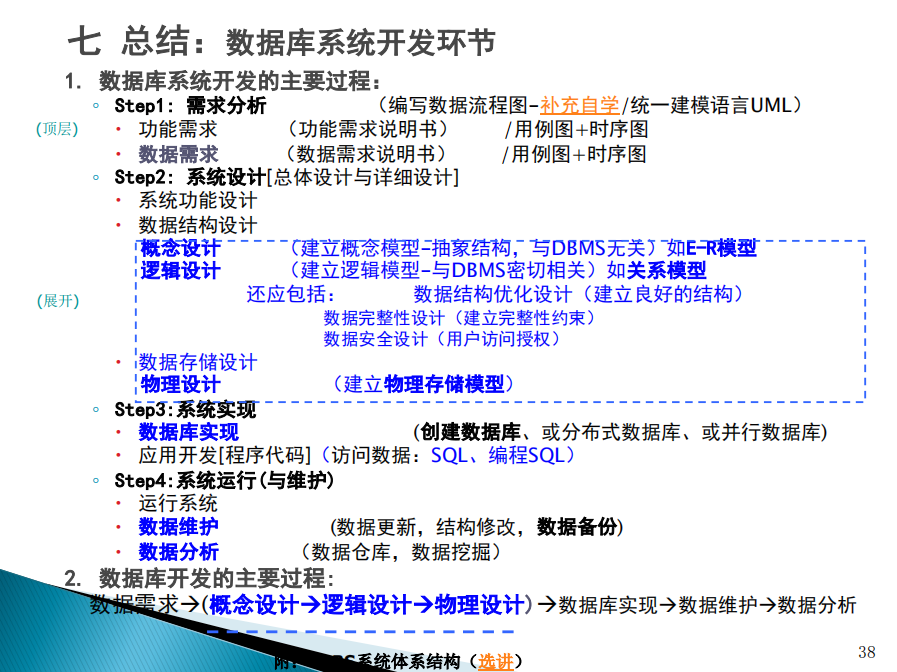 七 总结：数据库系统开发环节
1. 数据库系统开发的主要过程：
Step1: 需求分析 （编写数据流程图-补充自学/统一建模语言UML）
(顶层)
功能需求 （功能需求说明书） /用例图+时序图
数据需求 （数据需求说明书） /用例图+时序图
Step2: 系统设计[总体设计与详细设计]
系统功能设计
数据结构设计
概念设计 （建立概念模型-抽象结构，与DBMS无关）如E-R模型
逻辑设计 （建立逻辑模型-与DBMS密切相关）如关系模型
还应包括： 数据结构优化设计（建立良好的结构）
(展开)
数据完整性设计（建立完整性约束）
数据安全设计（用户访问授权）
数据存储设计
物理设计 （建立物理存储模型）
Step3:系统实现
数据库实现 (创建数据库、或分布式数据库、或并行数据库)
应用开发[程序代码]（访问数据：SQL、编程SQL）
Step4:系统运行(与维护)
运行系统
数据维护 (数据更新，结构修改，数据备份)
数据分析 （数据仓库，数据挖掘）
2. 数据库开发的主要过程:
数据需求→(概念设计→逻辑设计→物理设计)→数据库实现→数据维护→数据分析
附： 系统体系结构（选讲）
38